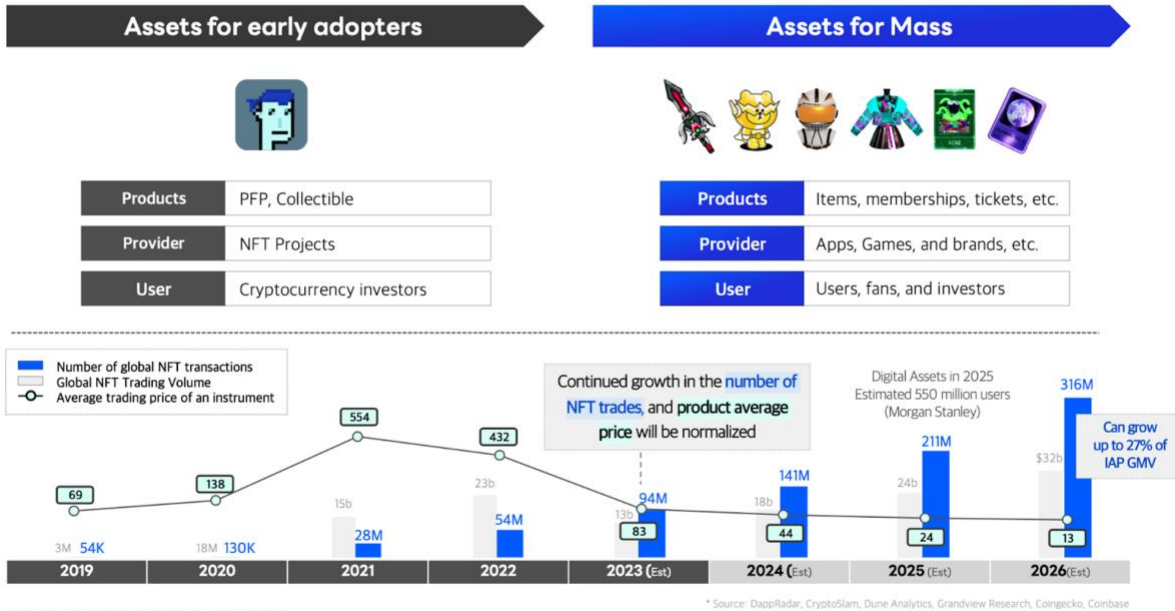 Assets for early adopters
Assets for Mass
Products
PFP, Collectible
Provider
NFT Projects
User
Cryptocurrency investors
Products
Items, memberships, tickets, etc.
Provider
Apps, Games, and brands, etc.
User
Users, fans, and investors
Number of global NFT transactions
Global NFT Trading Volume
Average trading price of an instrument
Continued growth in the number of
NFT trades, and product average
price will be normalized
Digital Assets in 2025
Estimated 550 million users
(Morgan Stanley)
Can grow
up to 27% of
IAP GMV
69
138
554
432
83
44
24
13
3M 54K
18M 130K
15b 28M
23b 54M
13b 94M
18b 141M
24b 211M
$32b 316M
2019
2020
2021
2022
2023 (Est)
2024 (Est)
2025 (Est)
2026(Est)
* Source: DappRadar, CryptoSlam, Dune Analytics, Grandview Research, Coingecko, Coinbase